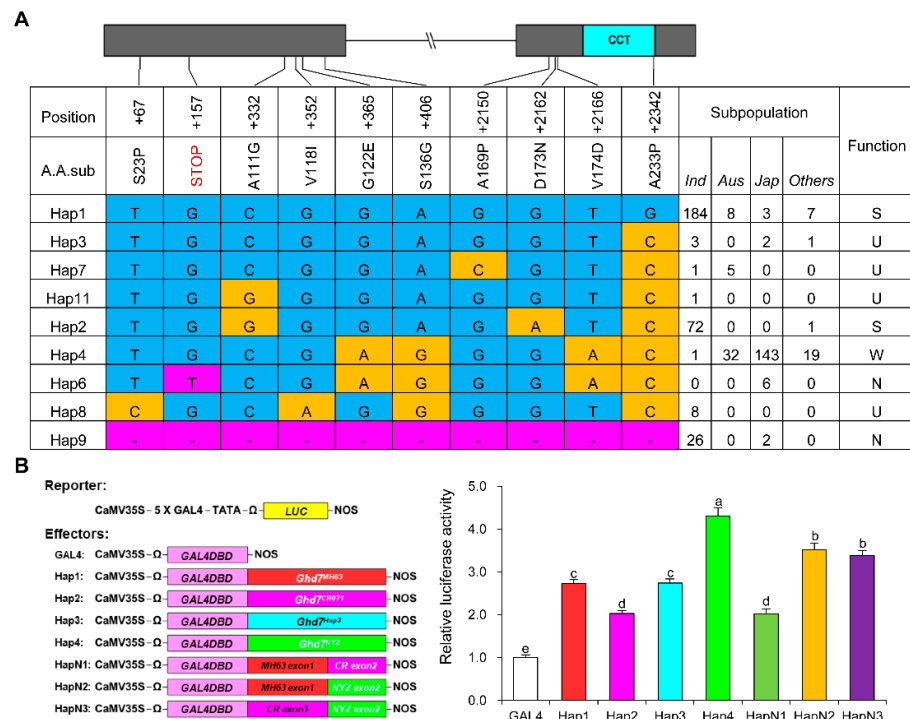 A
CCT
Position +67 +157 +332 +352 +365 +406 +2150 +2162 +2166 +2342 Subpopulation Function
A.A.sub S23P STOP A111G V118I G122E S136G A169P D173N V174D A233P Ind Aus Jap Others
Hap1 T G C G G A G G T G 184 8 3 7 S
Hap3 T G C G G A G G T C 3 0 2 1 U
Hap7 T G C G G A C G T C 1 5 0 0 U
Hap11 T G G G G A G G T C 1 0 0 0 U
Hap2 T G G G G A G A T C 72 0 0 1 S
Hap4 T G C G A G G G A C 1 32 143 19 W
Hap6 T T C G A G G G A C 0 0 6 0 N
Hap8 C G C A G G G G T C 8 0 0 0 U
Hap9 - - - - - - - - - - 26 0 2 0 N
B
Reporter:
CaMV35S – 5 X GAL4 – TATA – Ω LUC NOS
Effectors:
GAL4: CaMV35S– Ω GAL4DBD NOS
Hap1: CaMV35S– Ω GAL4DBD Ghd7MH63 NOS
Hap2: CaMV35S– Ω GAL4DBD NOS
Hap3: CaMV35S– Ω GAL4DBD Ghd7Hap3 NOS
Hap4: CaMV35S– Ω GAL4DBD NOS
HapN1: CaMV35S– Ω GAL4DBD MH63 exon1 CR exon2 NOS
HapN2: CaMV35S– Ω GAL4DBD MH63 exon1 NYZ exon2 NOS
HapN3: CaMV35S– Ω GAL4DBD CR exon1 NYZ exon2 NOS
Relative luciferase activity
5.0
4.0
3.0
2.0
1.0
0.0
e c d c a d b b
GAL4 Hap1 Hap2 Hap3 Hap4 HapN1 HapN2 HapN3